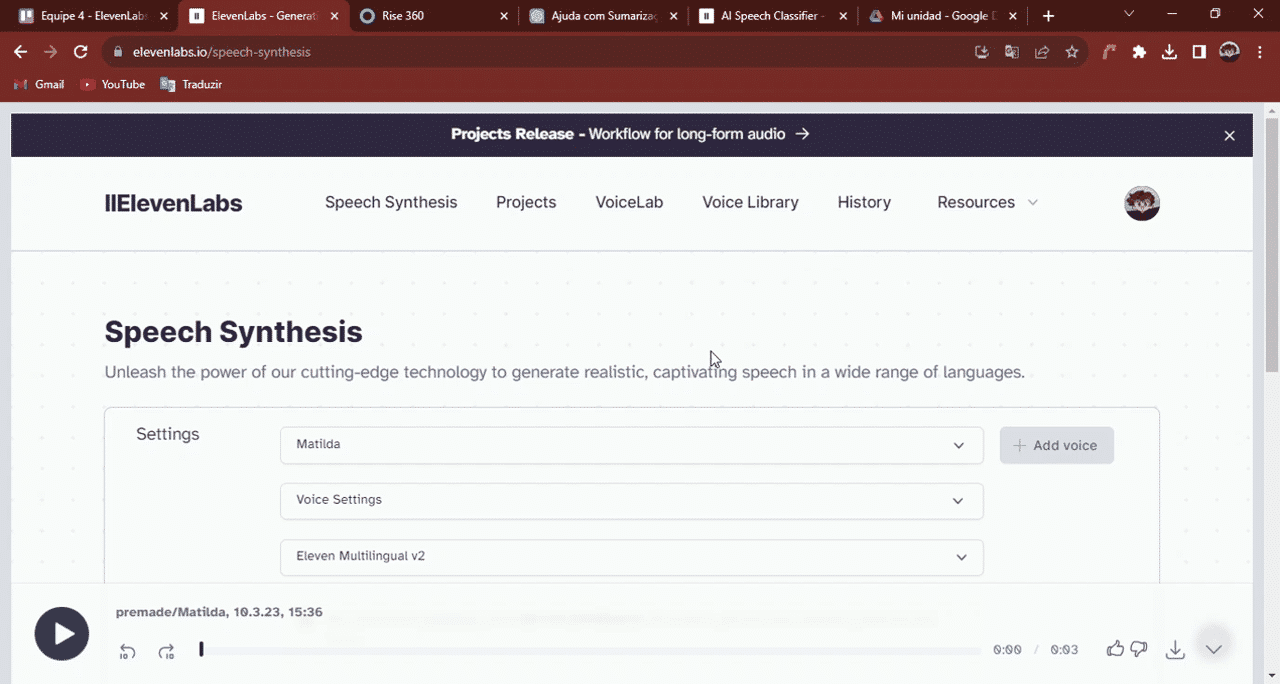 Equipe 4 - ElevenLabs
ElevenLabs - Generat
Rise 360
Ajuda com Sumarizaç
AI Speech Classifier -
Mi unidad - Google D
elevenlabs.io/speech-synthesis
Gmail
YouTube
Traduzir
Projects Release - Workflow for long-form audio →
IIElevenLabs
Speech Synthesis
Projects
VoiceLab
Voice Library
History
Resources
Speech Synthesis
Unleash the power of our cutting-edge technology to generate realistic, captivating speech in a wide range of languages.
Settings
Matilda
+ Add voice
Voice Settings
Eleven Multilingual v2
premade/Matilda, 10.3.23, 15:36
10
10
0:00 / 0:03